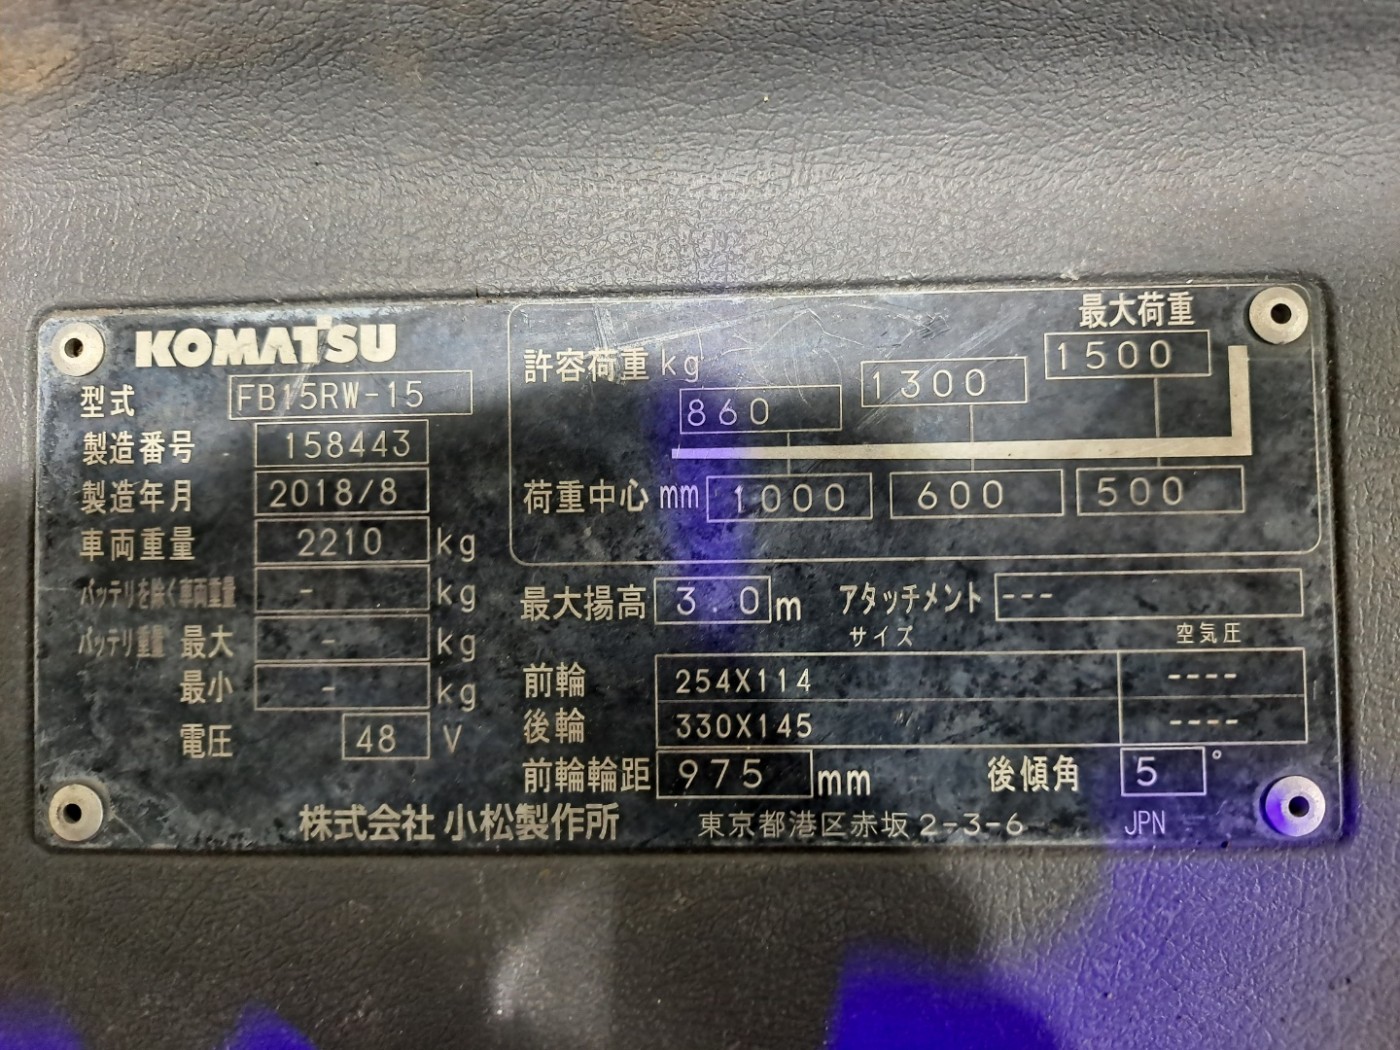 KOMATSU
型式 FB15RW-15
製造番号 158443
製造年月 2018/8
車両重量 2210 kg
バッテリを除く車両重量 - kg
バッテリ重量 最大 - kg
最小 - kg
電圧 48 V
最大荷重
許容荷重 kg 860 1300 1500
荷重中心 mm 1000 600 500
最大揚高 3.0 m アタッチメント ---
サイズ 空気圧
前輪 254X114 ----
後輪 330X145 ----
前輪輪距 975 mm 後傾角 5 °
株式会社 小松製作所 東京都港区赤坂 2-3-6 JPN